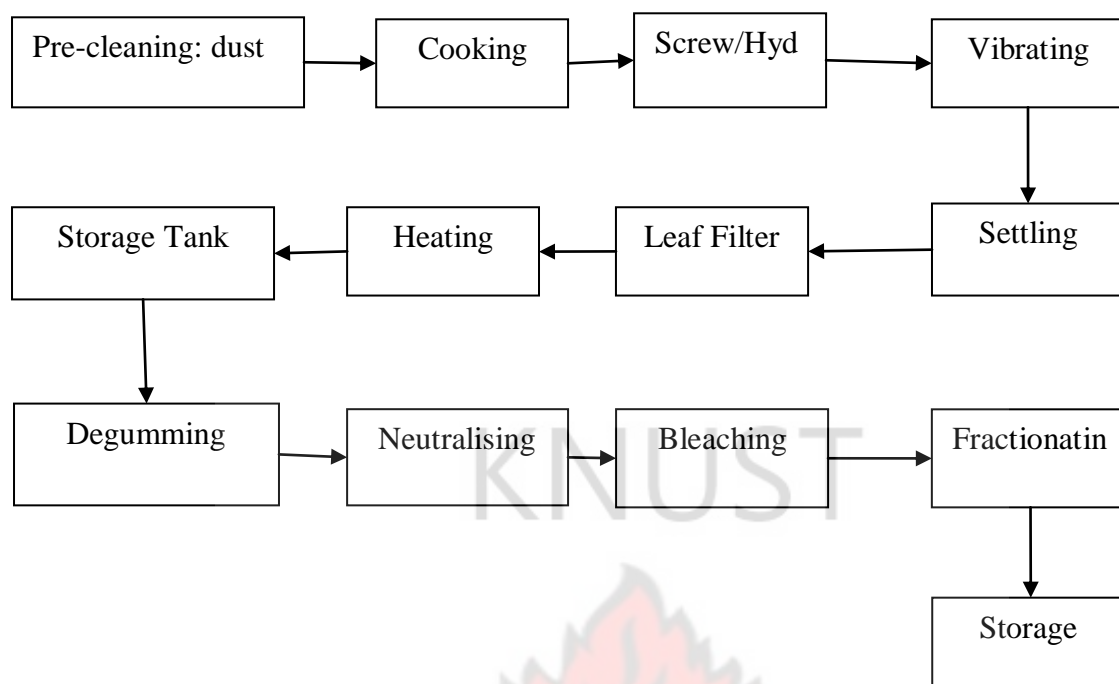 Pre-cleaning: dust
Cooking
Screw/Hyd
Vibrating
Storage Tank
Heating
Leaf Filter
Settling
Degumming
Neutralising
Bleaching
Fractionatin
KNUST
Storage